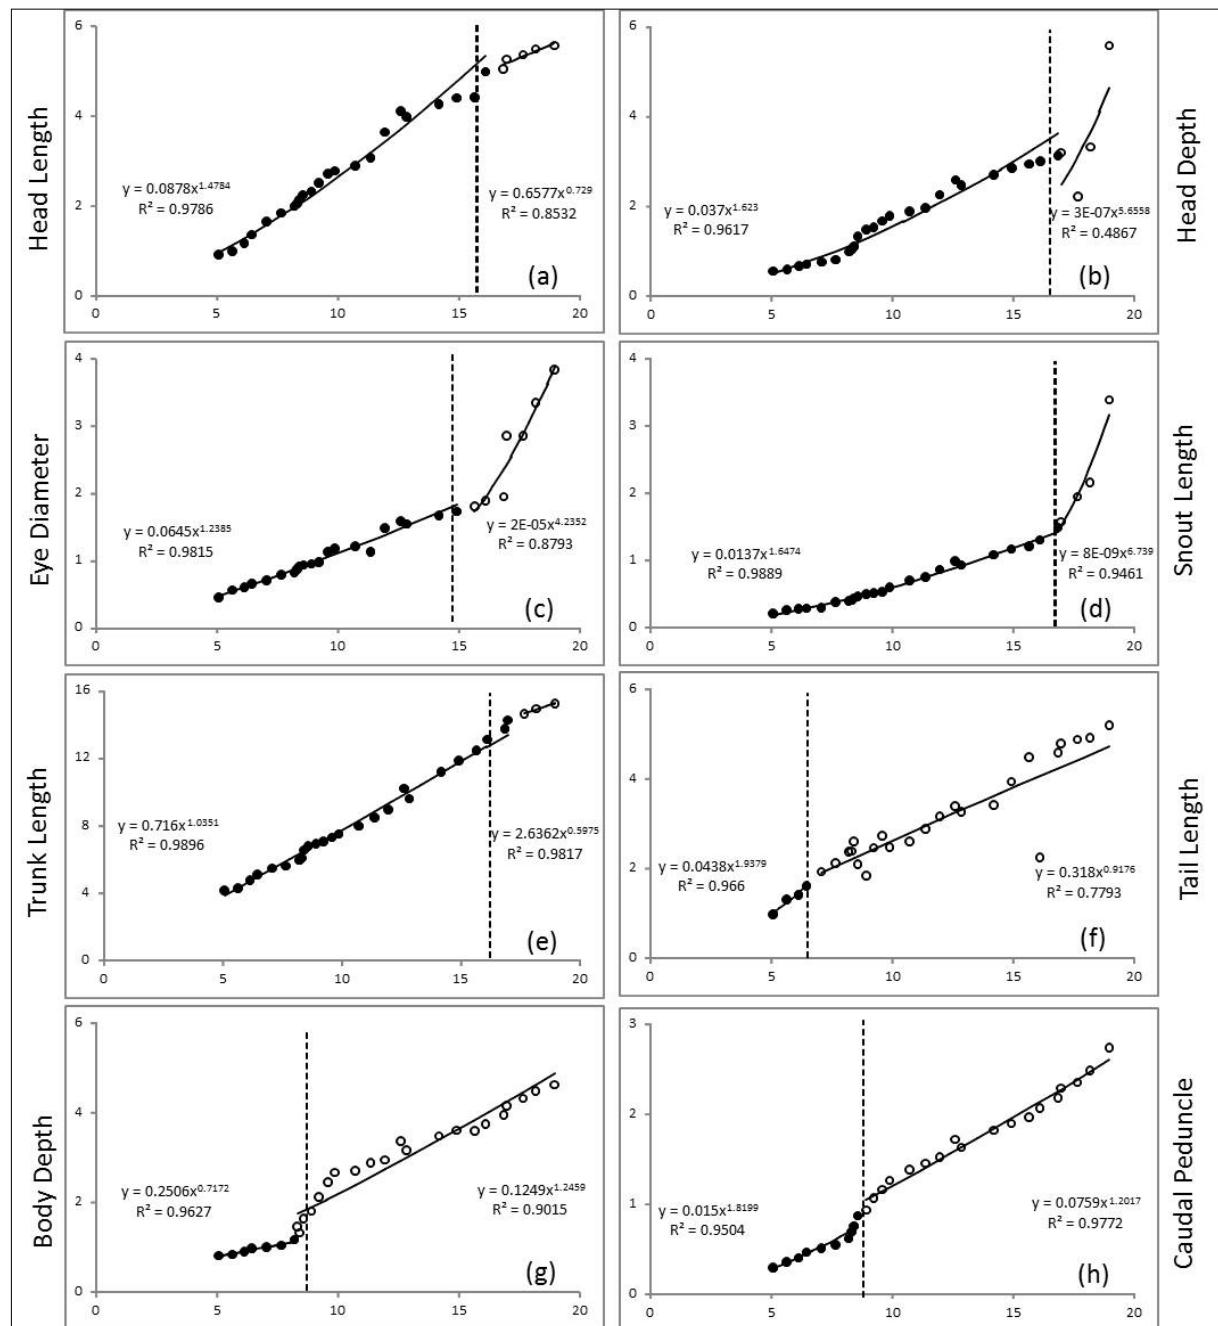 Head Length
6
4
2
0
0
5
10
15
20
y = 0.0878x^1.4784
R² = 0.9786
y = 0.6577x^0.729
R² = 0.8532
(a)
Head Depth
6
4
2
0
0
5
10
15
20
y = 0.037x^1.623
R² = 0.9617
y = 3E-07x^5.6558
R² = 0.4867
(b)
Eye Diameter
4
3
2
1
0
0
5
10
15
20
y = 0.0645x^1.2385
R² = 0.9815
y = 2E-05x^4.2352
R² = 0.8793
(c)
Snout Length
4
3
2
1
0
0
5
10
15
20
y = 0.0137x^1.6474
R² = 0.9889
y = 8E-09x^6.739
R² = 0.9461
(d)
Trunk Length
16
12
8
4
0
0
5
10
15
20
y = 0.716x^1.0351
R² = 0.9896
y = 2.6362x^0.5975
R² = 0.9817
(e)
Tail Length
6
4
2
0
0
5
10
15
20
y = 0.0438x^1.9379
R² = 0.966
y = 0.318x^0.9176
R² = 0.7793
(f)
Body Depth
6
4
2
0
0
5
10
15
20
y = 0.2506x^0.7172
R² = 0.9627
y = 0.1249x^1.2459
R² = 0.9015
(g)
Caudal Peduncle
3
2
1
0
0
5
10
15
20
y = 0.015x^1.8199
R² = 0.9504
y = 0.0759x^1.2017
R² = 0.9772
(h)